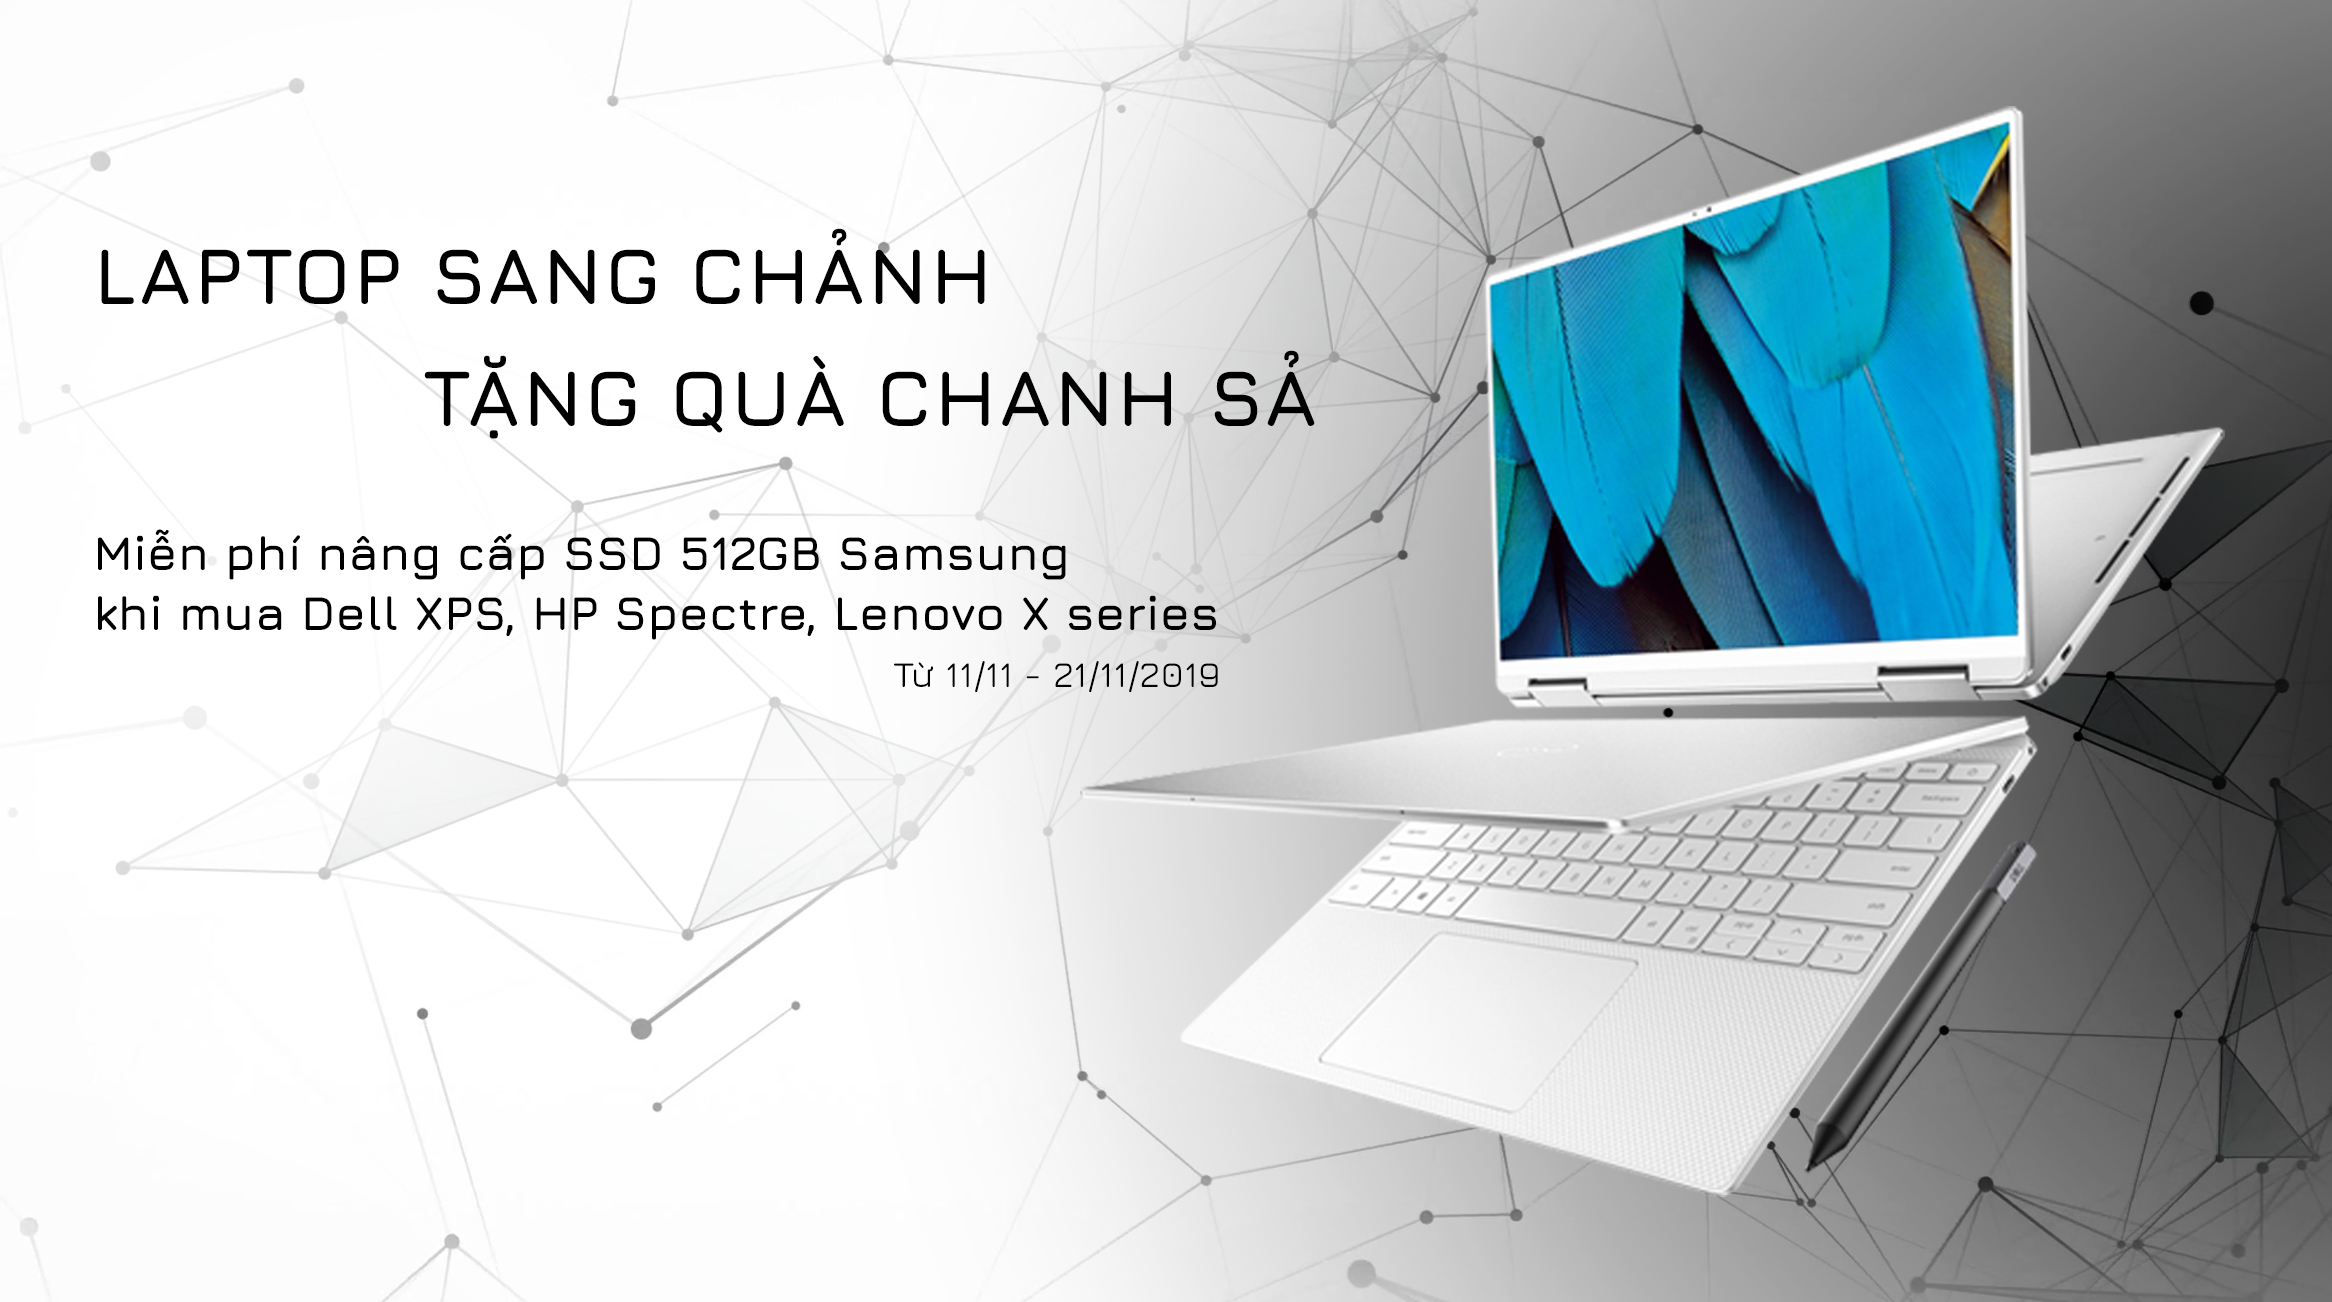 LAPTOP SANG CHẢNH
TẶNG QUÀ CHANH SẢ
Miễn phí nâng cấp SSD 512GB Samsung
khi mua Dell XPS, HP Spectre, Lenovo X series
Từ 11/11 - 21/11/2019